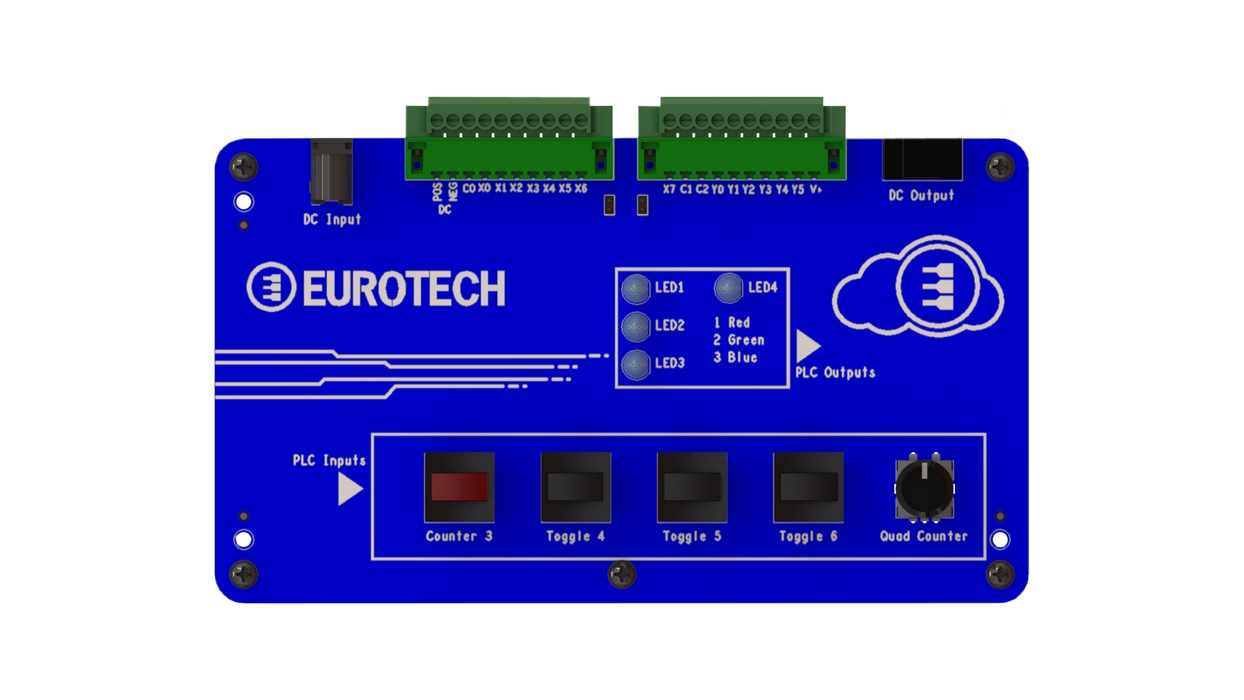 POS NEG C0 X0 X1 X2 X3 X4 X5 X6
DC
X7 C1 C2 Y0 Y1 Y2 Y3 Y4 Y5 V+
DC Input
DC Output
EUROTECH
LED1
LED4
LED2
LED3
1 Red
2 Green
3 Blue
PLC Outputs
PLC Inputs
Counter 3
Toggle 4
Toggle 5
Toggle 6
Quad Counter